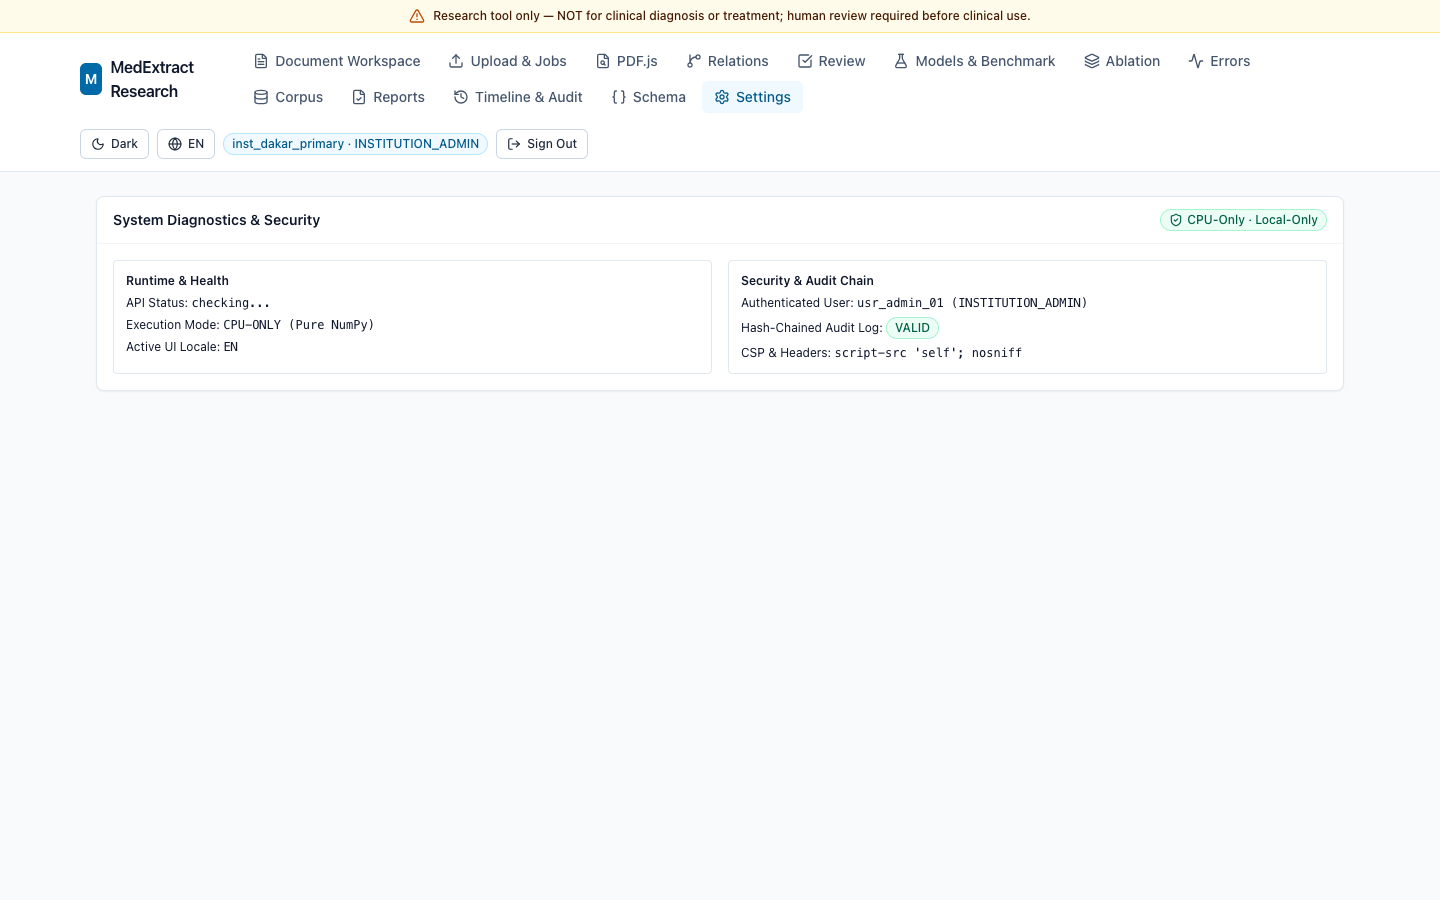 Research tool only — NOT for clinical diagnosis or treatment; human review required before clinical use.
M
MedExtract Research
Document Workspace
Upload & Jobs
PDF.js
Relations
Review
Models & Benchmark
Ablation
Errors
Corpus
Reports
Timeline & Audit
Schema
Settings
Dark
EN
inst_dakar_primary · INSTITUTION_ADMIN
Sign Out
System Diagnostics & Security
CPU-Only · Local-Only
Runtime & Health
API Status: checking...
Execution Mode: CPU-ONLY (Pure NumPy)
Active UI Locale: EN
Security & Audit Chain
Authenticated User: usr_admin_01 (INSTITUTION_ADMIN)
Hash-Chained Audit Log: VALID
CSP & Headers: script-src 'self'; nosniff